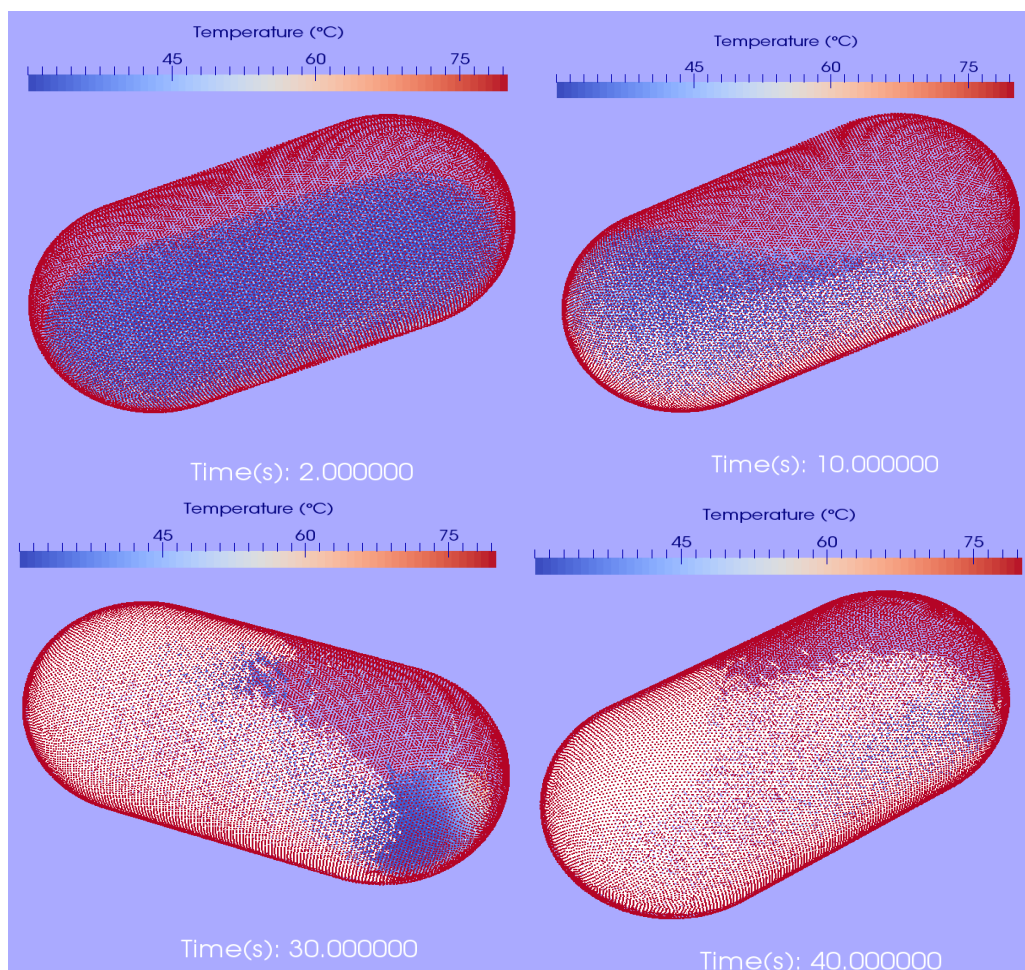 Temperature (°C)
45 60 75
Time(s): 2.000000
Temperature (°C)
45 60 75
Time(s): 10.000000
Temperature (°C)
45 60 75
Time(s): 30.000000
Temperature (°C)
45 60 75
Time(s): 40.000000